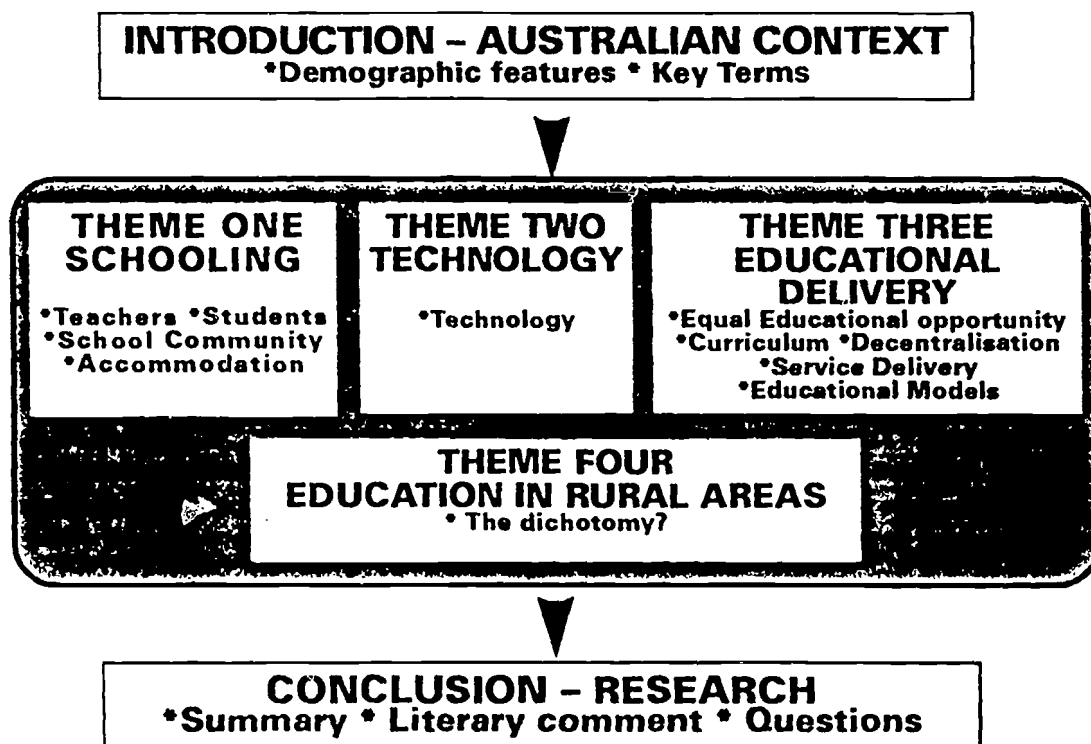 INTRODUCTION – AUSTRALIAN CONTEXT
*Demographic features * Key Terms
THEME ONE
SCHOOLING
*Teachers *Students
*School Community
*Accommodation
THEME TWO
TECHNOLOGY
*Technology
THEME THREE
EDUCATIONAL
DELIVERY
*Equal Educational opportunity
*Curriculum *Decentralisation
*Service Delivery
*Educational Models
THEME FOUR
EDUCATION IN RURAL AREAS
* The dichotomy?
CONCLUSION – RESEARCH
*Summary * Literary comment * Questions